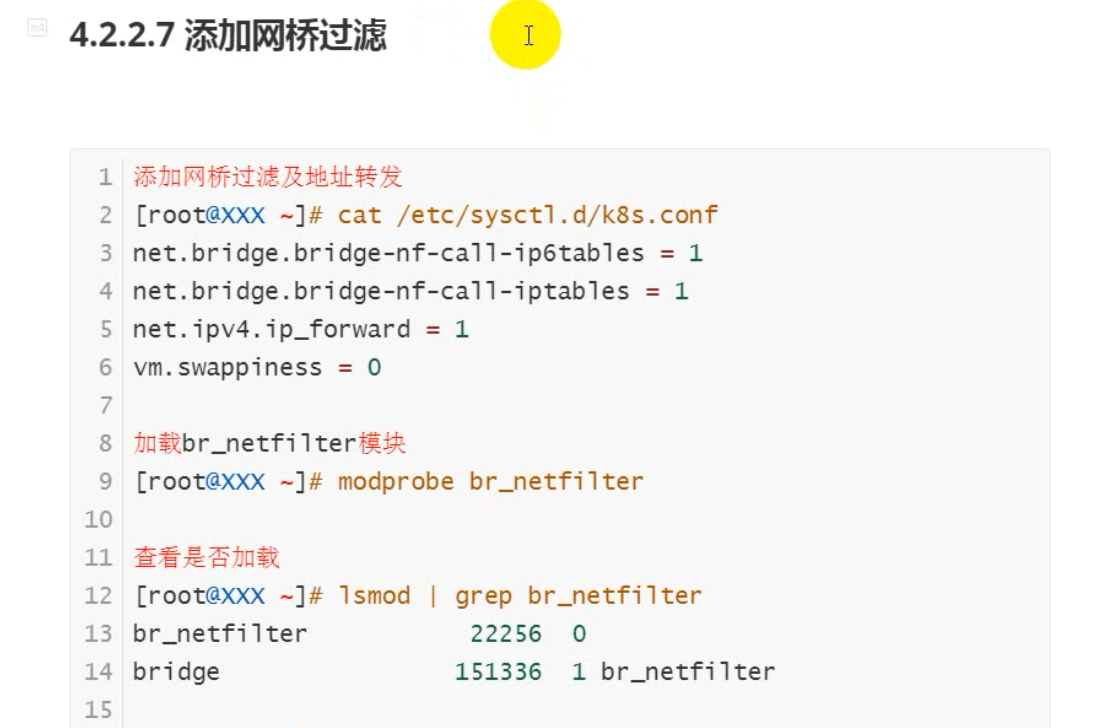 4.2.2.7 添加网桥过滤
1 添加网桥过滤及地址转发
2 [root@XXX ~]# cat /etc/sysctl.d/k8s.conf
3 net.bridge.bridge-nf-call-ip6tables = 1
4 net.bridge.bridge-nf-call-iptables = 1
5 net.ipv4.ip_forward = 1
6 vm.swappiness = 0
7
8 加载br_netfilter模块
9 [root@XXX ~]# modprobe br_netfilter
10
11 查看是否加载
12 [root@XXX ~]# lsmod | grep br_netfilter
13 br_netfilter 22256 0
14 bridge 151336 1 br_netfilter
15